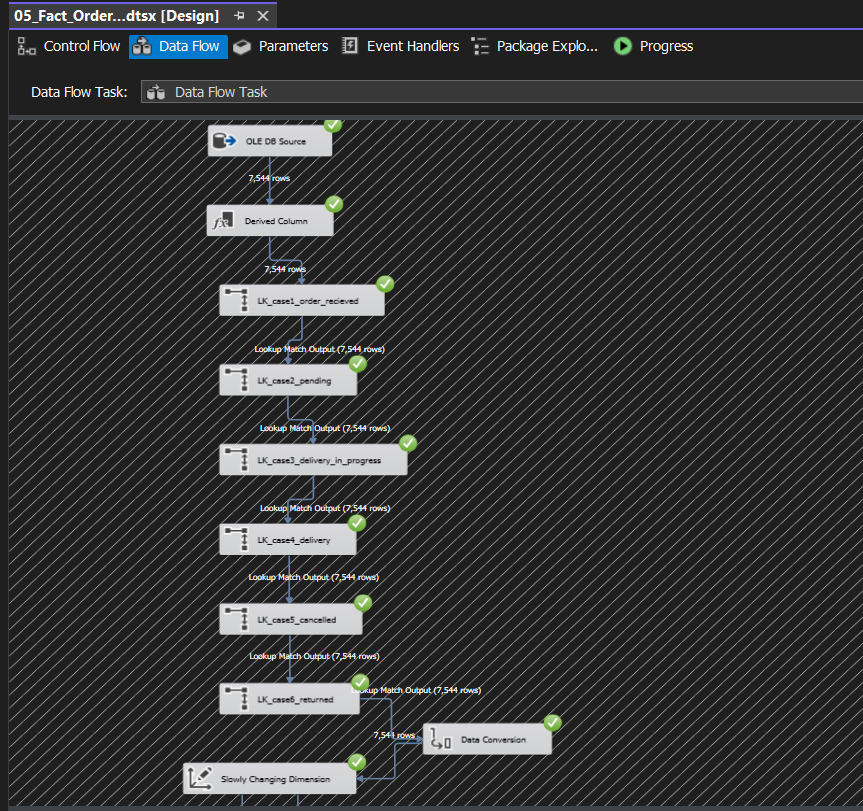 05_Fact_Order...dtsx [Design]
Control Flow
Data Flow
Parameters
Event Handlers
Package Explo...
Progress
Data Flow Task:
Data Flow Task
OLE DB Source
7,544 rows
Derived Column
7,544 rows
LK_case1_order_recieved
Lookup Match Output (7,544 rows)
LK_case2_pending
Lookup Match Output (7,544 rows)
LK_case3_delivery_in_progress
Lookup Match Output (7,544 rows)
LK_case4_delivery
Lookup Match Output (7,544 rows)
LK_case5_cancelled
Lookup Match Output (7,544 rows)
LK_case6_returned
Lookup Match Output (7,544 rows)
7,544 rows
Data Conversion
Slowly Changing Dimension